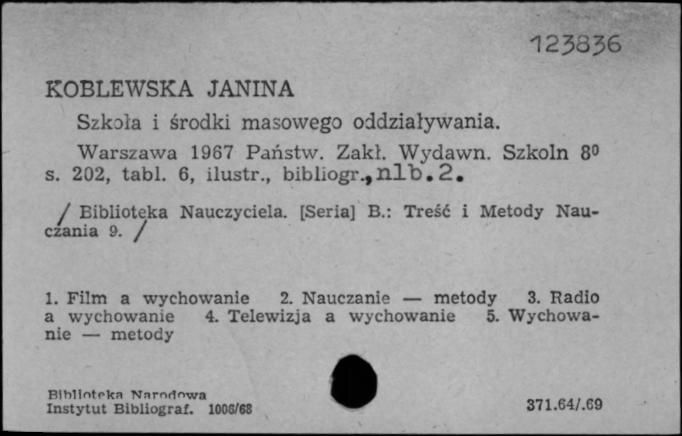 123836
KOBLEWSKA JANINA
Szkoła i środki masowego oddziaływania.
Warszawa 1967 Państw. Zakł. Wydawn. Szkoln 8⁰
s. 202, tabl. 6, ilustr., bibliogr., nlb. 2.
/ Biblioteka Nauczyciela. [Seria] B.: Treść i Metody Nau-
czania 9. /
1. Film a wychowanie 2. Nauczanie — metody 3. Radio
a wychowanie 4. Telewizja a wychowanie 5. Wychowa-
nie — metody
Biblioteka Narodowa
Instytut Bibliograf. 1006/68
371.64/.69